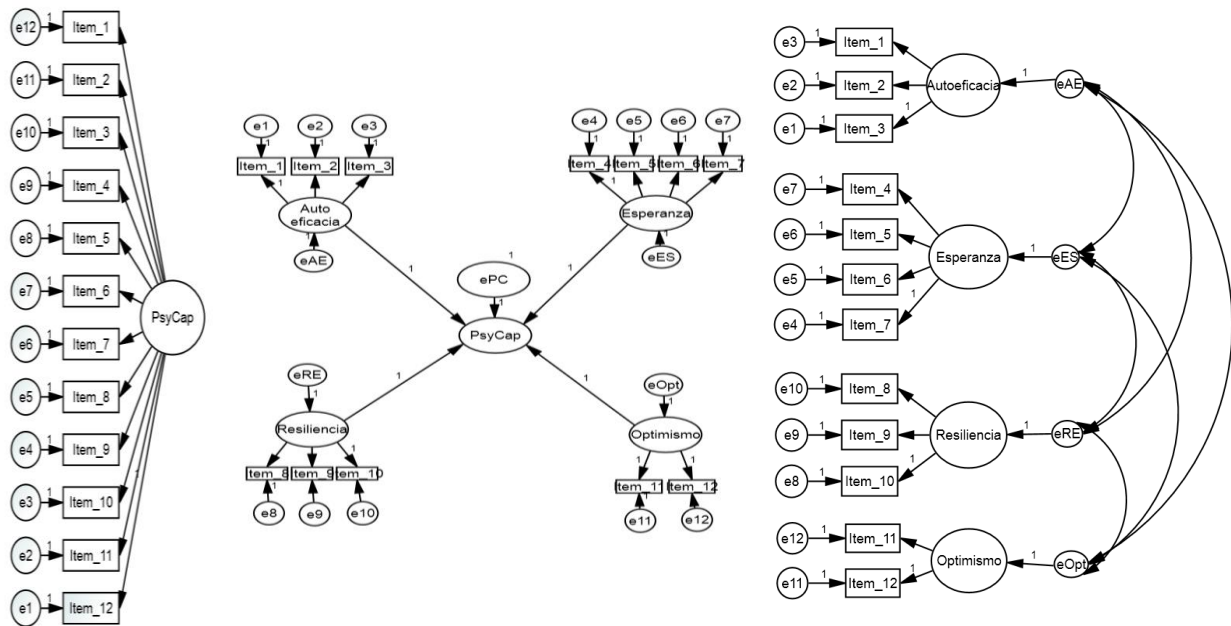 e12 1 Item_1
e11 1 Item_2
e10 1 Item_3
e9 1 Item_4
e8 1 Item_5
e7 1 Item_6
e6 1 Item_7
e5 1 Item_8
e4 1 Item_9
e3 1 Item_10
e2 1 Item_11
e1 1 Item_12
1
PsyCap
e1 e2 e3
1 1 1
Item_1 Item_2 Item_3
1
Auto
eficacia
1
eAE
1
e4 e5 e6 e7
1 1 1 1
Item_4 Item_5 Item_6 Item_7
1
Esperanza
1
eES
1
1
ePC
1
PsyCap
eRE
1
Resiliencia
1
1
Item_8 Item_9 Item_10
1 1 1
e8 e9 e10
eOpt
1
Optimismo
1
1 1
Item_11 Item_12
1 1
e11 e12
e3 1 Item_1
e2 1 Item_2
e1 1 Item_3
1
Autoeficacia
1
eAE
e7 1 Item_4
e6 1 Item_5
e5 1 Item_6
e4 1 Item_7
1
Esperanza
1
eES
e10 1 Item_8
e9 1 Item_9
e8 1 Item_10
1
Resiliencia
1
eRE
e12 1 Item_11
e11 1 Item_12
1
Optimismo
1
eOpt